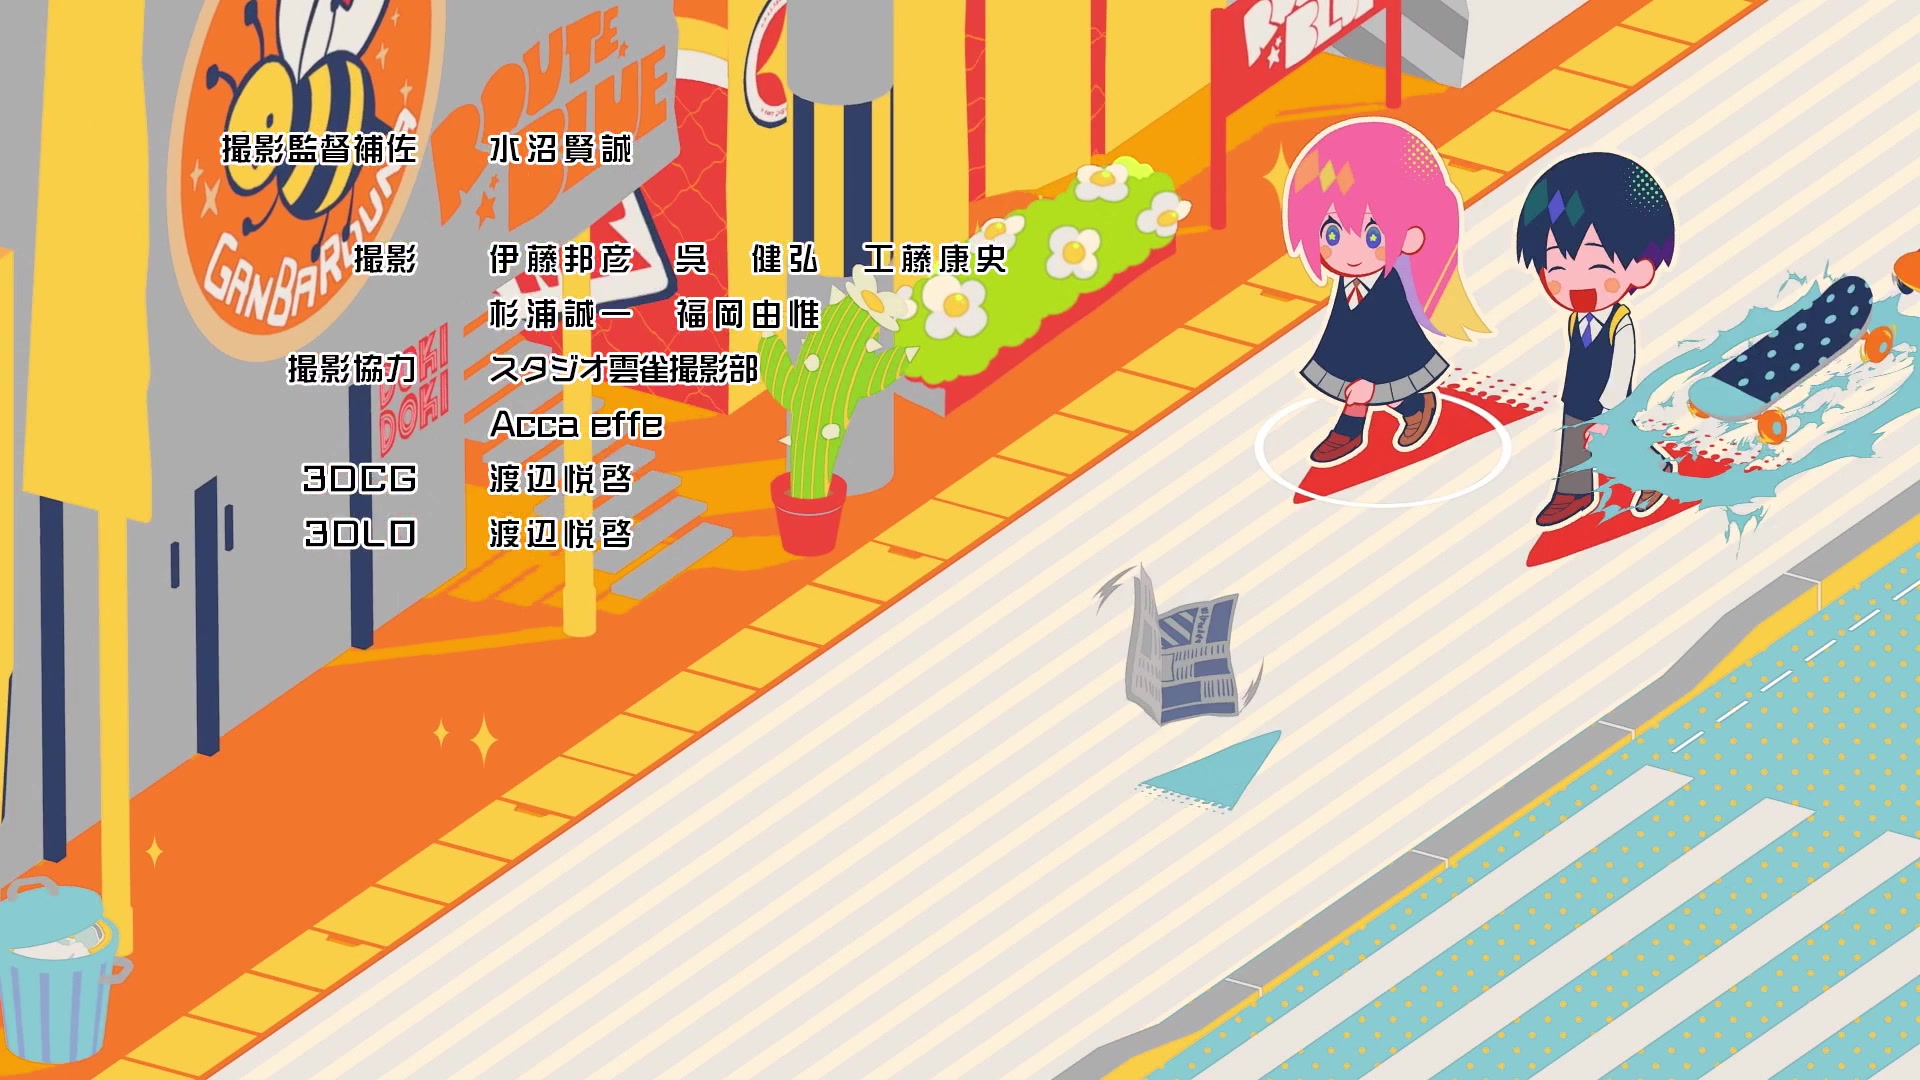 GANBAROUNA
ROUTE
BLUE
DOKI
DOKI
撮影監督補佐 水沼賢誠
撮影 伊藤邦彦 呉 健弘 工藤康史
杉浦誠一 福岡由惟
撮影協力 スタジオ雲雀撮影部
Acca effe
3DCG 渡辺悦啓
3DLO 渡辺悦啓